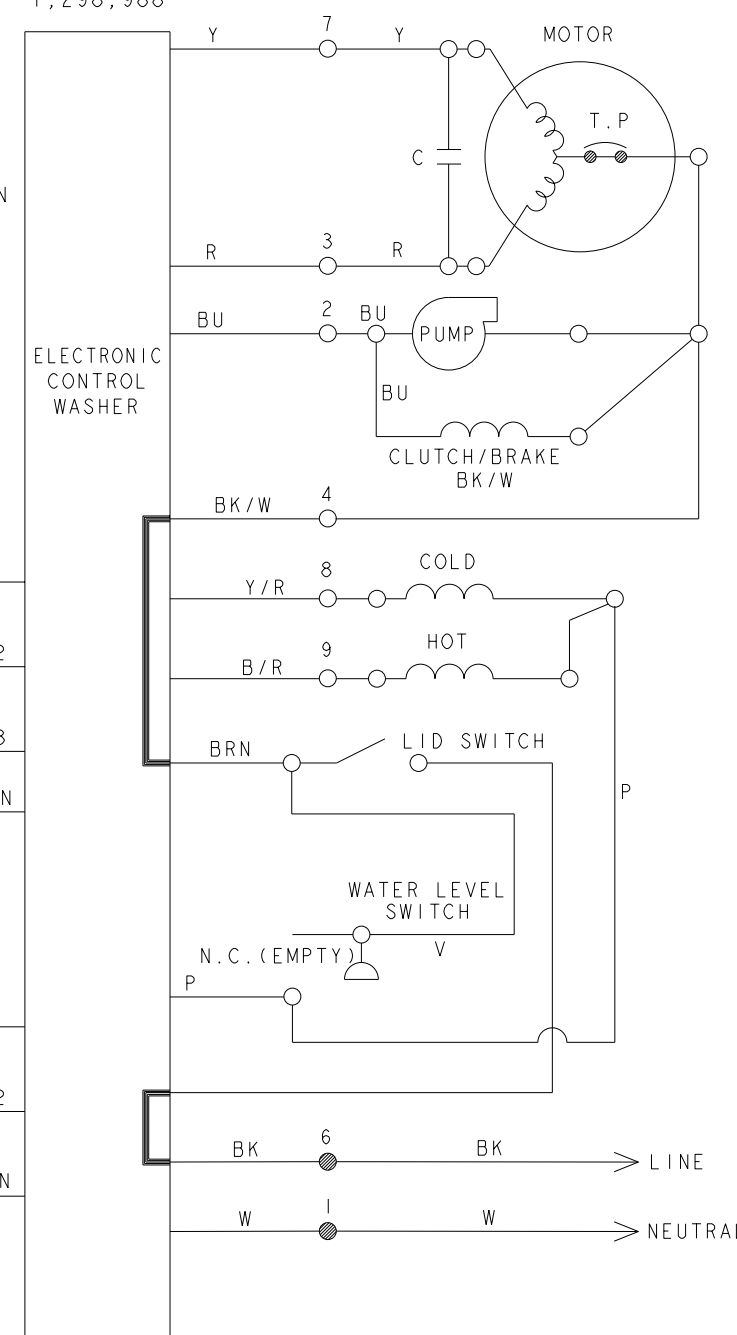 7
Y
Y
MOTOR
T.P
C
N
3
R
R
2
BU
BU
PUMP
ELECTRONIC
CONTROL
WASHER
BU
CLUTCH/BRAKE
BK/W
4
BK/W
8
COLD
Y/R
9
HOT
B/R
BRN
LID SWITCH
P
N
WATER LEVEL
SWITCH
V
N.C.(EMPTY)
P
6
BK
BK
LINE
N
1
W
W
NEUTRAL